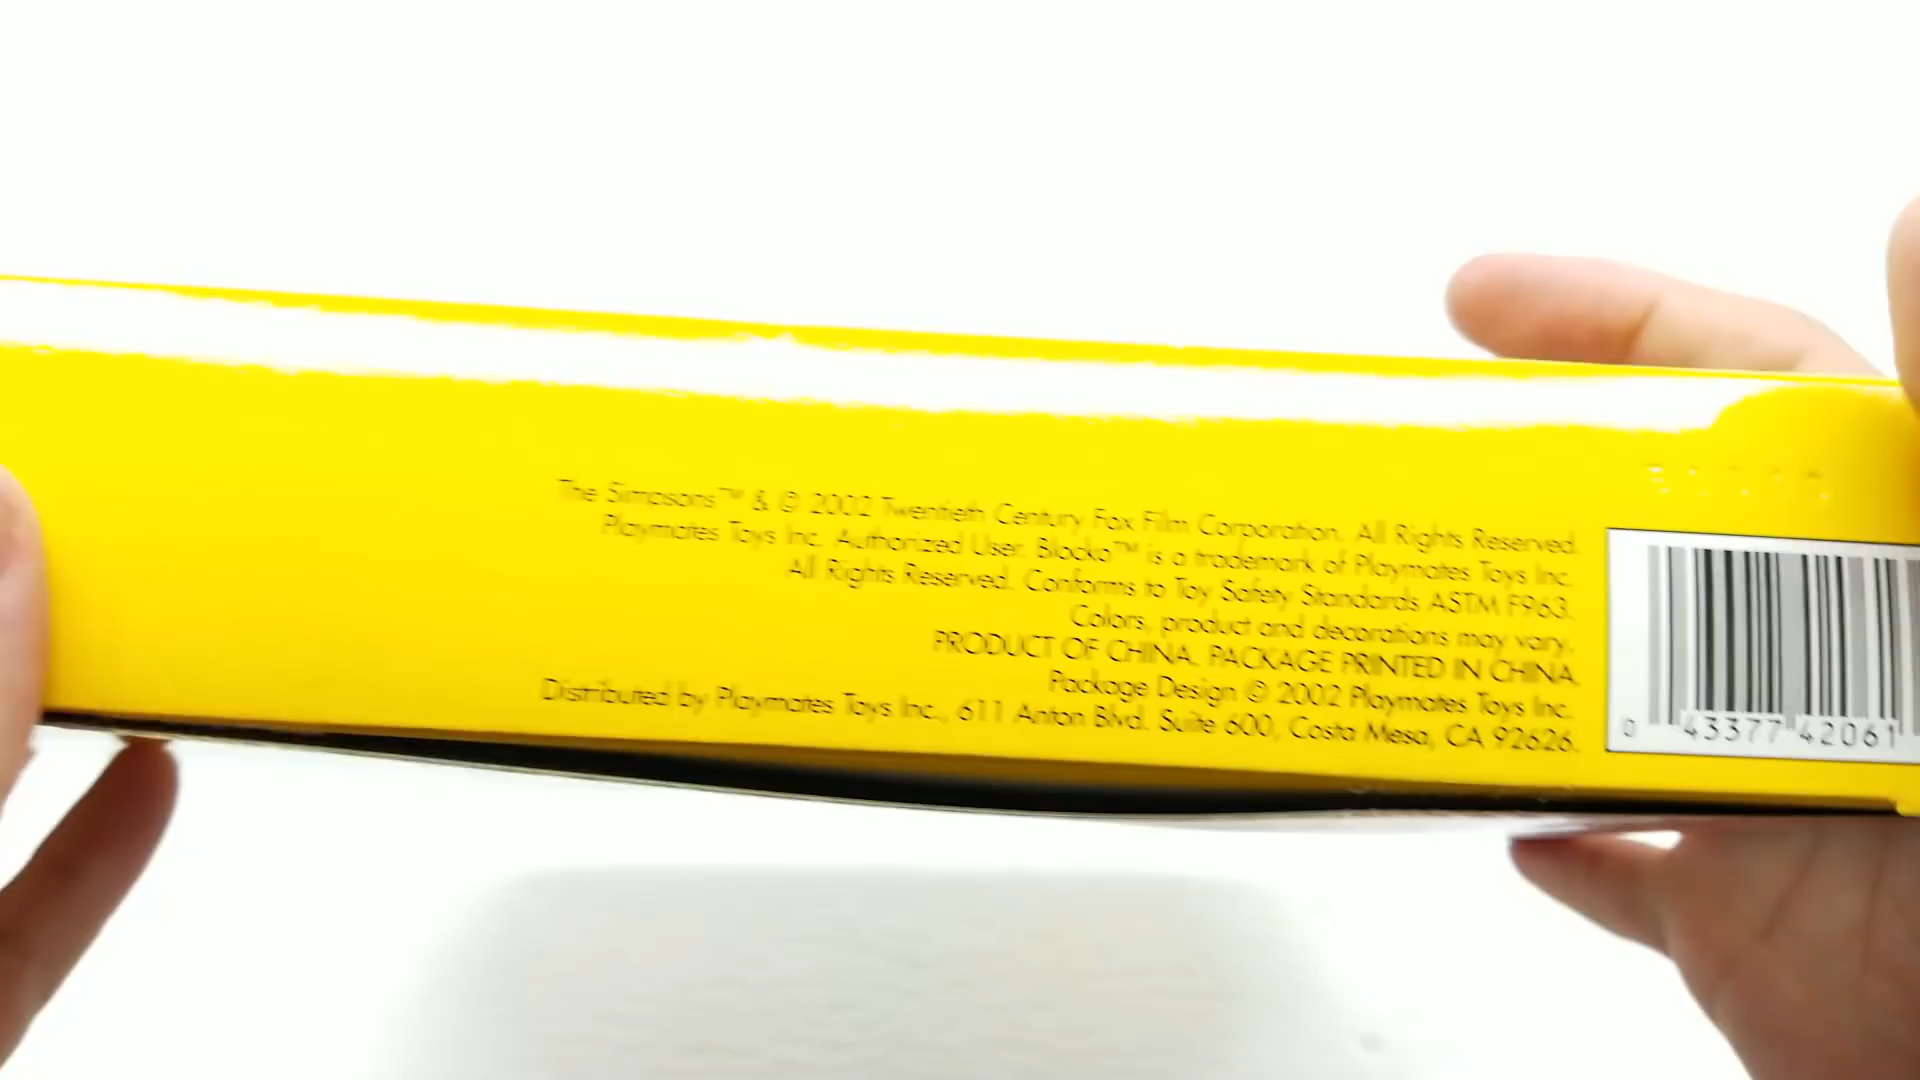 The Simpsons™ & © 2002 Twentieth Century Fox Film Corporation. All Rights Reserved.
Playmates Toys Inc. Authorized User. Blocko™ is a trademark of Playmates Toys Inc.
All Rights Reserved. Conforms to Toy Safety Standards ASTM F963.
Colors, product and decorations may vary.
PRODUCT OF CHINA. PACKAGE PRINTED IN CHINA.
Package Design © 2002 Playmates Toys Inc.
Distributed by Playmates Toys Inc., 611 Anton Blvd. Suite 600, Costa Mesa, CA 92626.
0 43377 42061